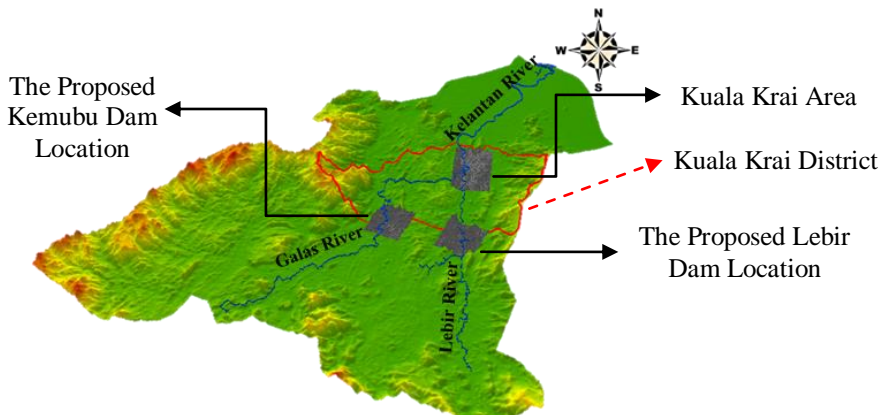 N
W
E
S
The Proposed
Kemubu Dam
Location
Kelantan River
Kuala Krai Area
Kuala Krai District
The Proposed Lebir
Dam Location
Galas River
Lebir River